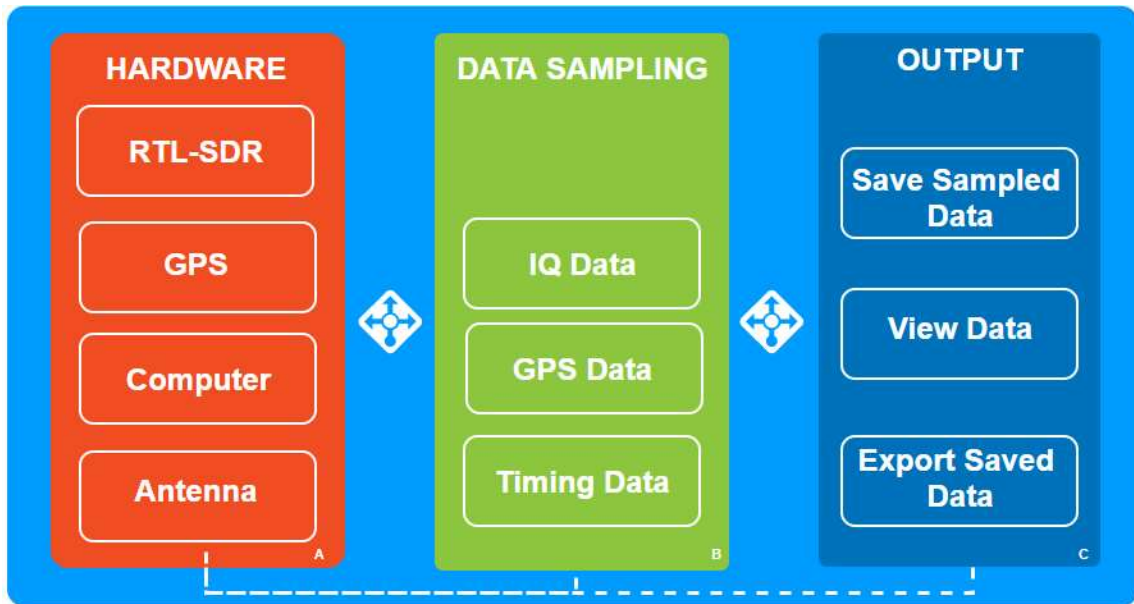 HARDWARE
RTL-SDR
GPS
Computer
Antenna
A
DATA SAMPLING
IQ Data
GPS Data
Timing Data
B
OUTPUT
Save Sampled
Data
View Data
Export Saved
Data
C